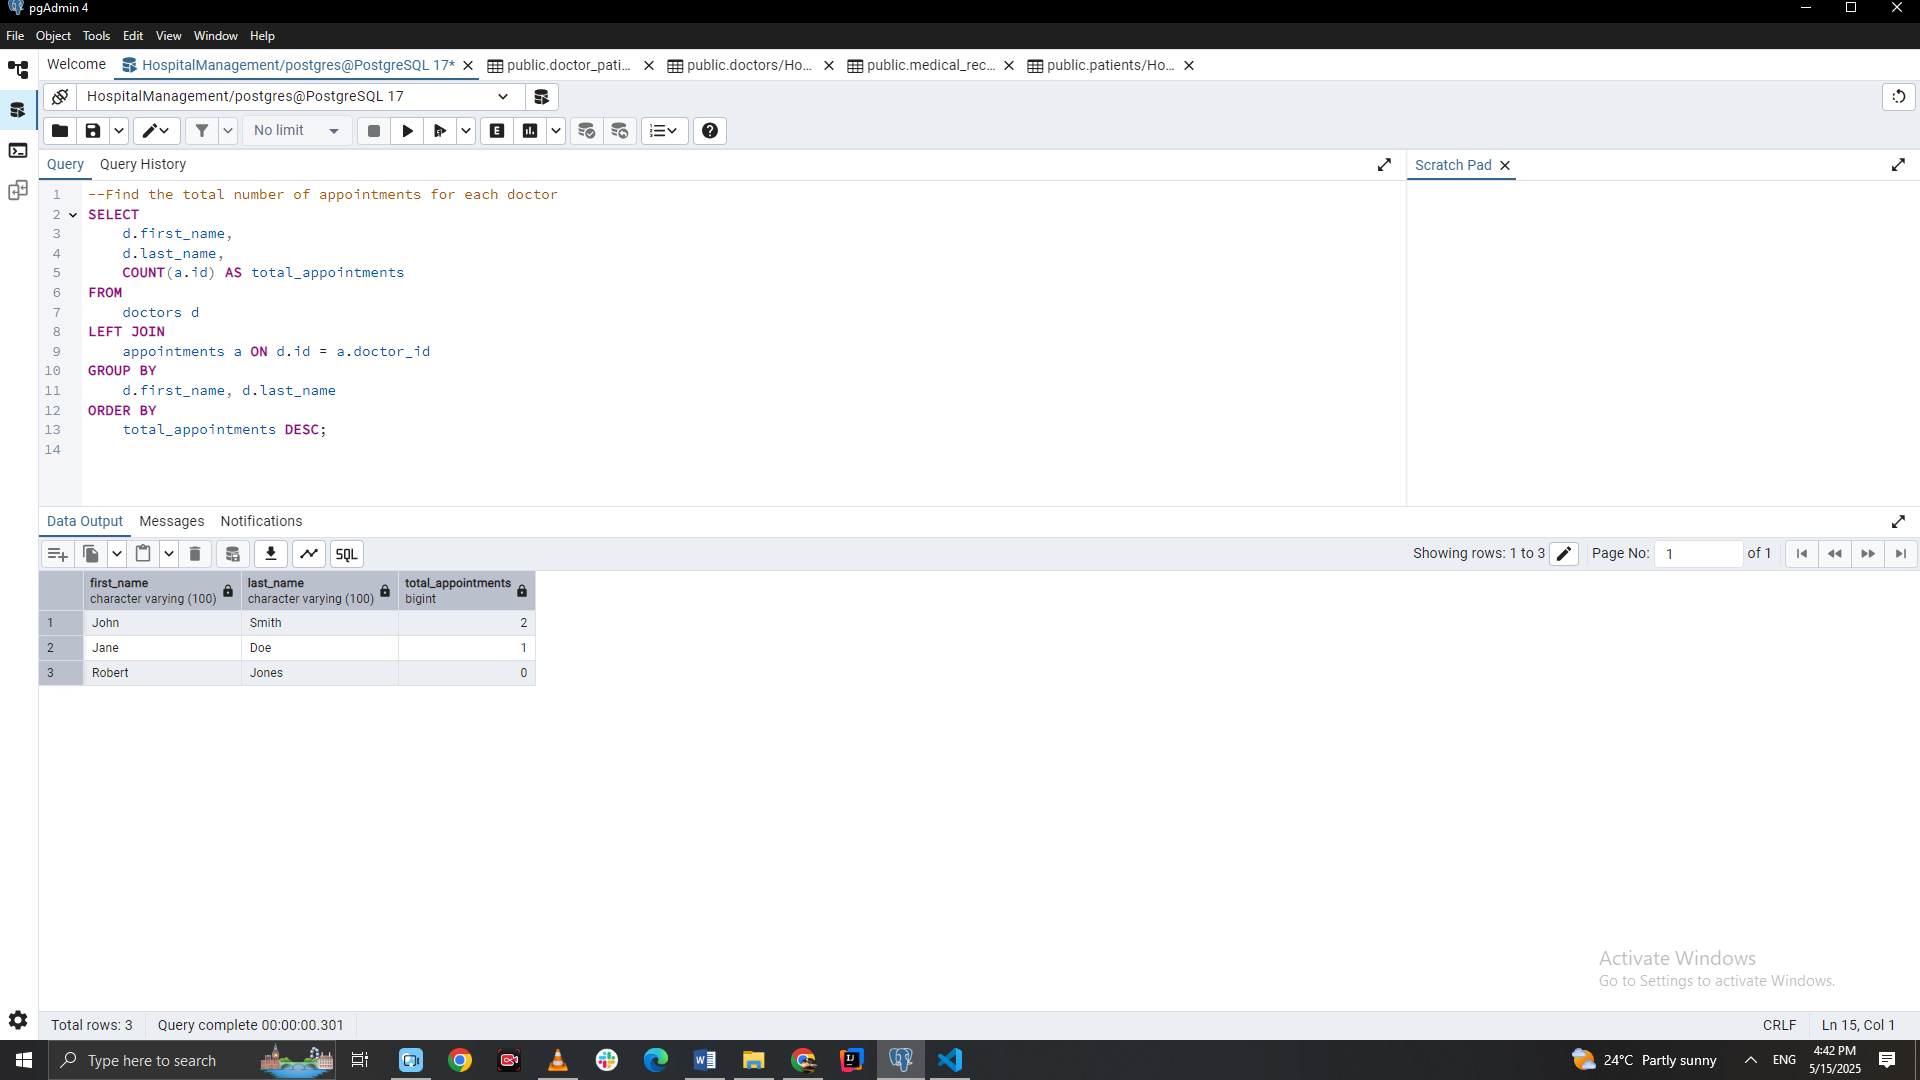 pgAdmin 4
File Object Tools Edit View Window Help
Welcome HospitalManagement/postgres@PostgreSQL 17* public.doctor_pati... public.doctors/Ho... public.medical_rec... public.patients/Ho...
HospitalManagement/postgres@PostgreSQL 17
No limit
E
Query Query History
Scratch Pad
1 --Find the total number of appointments for each doctor
2 SELECT
3 d.first_name,
4 d.last_name,
5 COUNT(a.id) AS total_appointments
6 FROM
7 doctors d
8 LEFT JOIN
9 appointments a ON d.id = a.doctor_id
10 GROUP BY
11 d.first_name, d.last_name
12 ORDER BY
13 total_appointments DESC;
14
Data Output Messages Notifications
SQL
Showing rows: 1 to 3 Page No: 1 of 1
first_name last_name total_appointments
character varying (100) character varying (100) bigint
1 John Smith 2
2 Jane Doe 1
3 Robert Jones 0
Activate Windows
Go to Settings to activate Windows.
Total rows: 3 Query complete 00:00:00.301
CRLF Ln 15, Col 1
Type here to search
24°C Partly sunny
ENG
4:42 PM
5/15/2025